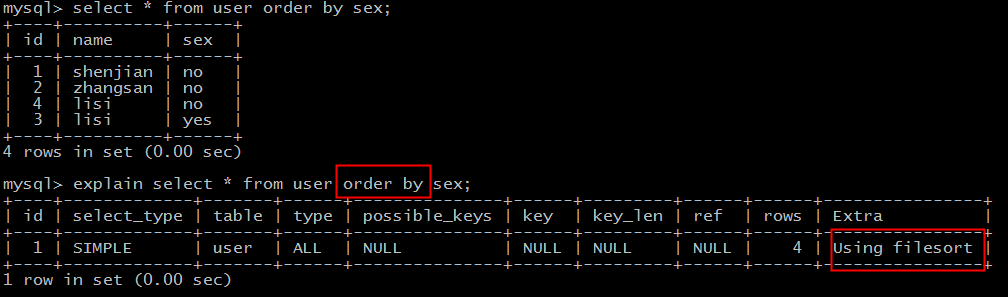 mysql> select * from user order by sex;
+----+----------+------+
| id | name     | sex  |
+----+----------+------+
|  1 | shenjian | no   |
|  2 | zhangsan | no   |
|  4 | lisi     | no   |
|  3 | lisi     | yes  |
+----+----------+------+
4 rows in set (0.00 sec)
mysql> explain select * from user order by sex;
+----+-------------+-------+------+---------------+------+---------+------+------+----------------+
| id | select_type | table | type | possible_keys | key  | key_len | ref  | rows | Extra          |
+----+-------------+-------+------+---------------+------+---------+------+------+----------------+
|  1 | SIMPLE      | user  | ALL  | NULL          | NULL | NULL    | NULL |    4 | Using filesort |
+----+-------------+-------+------+---------------+------+---------+------+------+----------------+
1 row in set (0.00 sec)